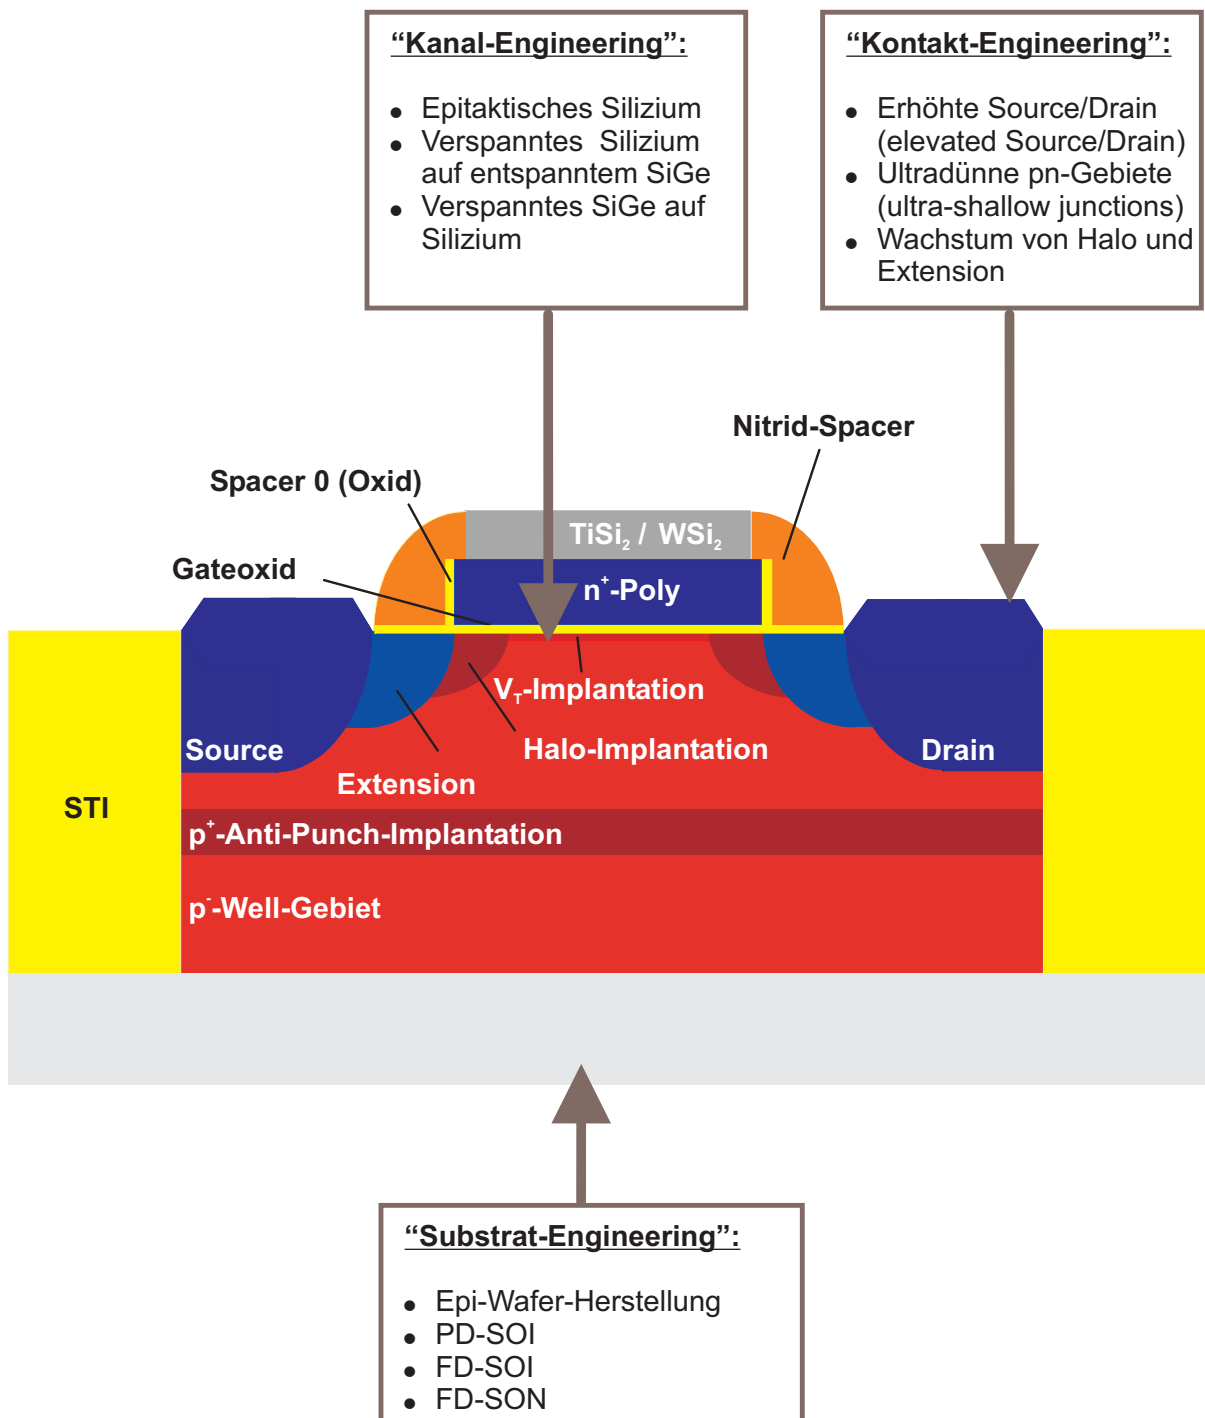 “Kanal-Engineering”:
● Epitaktisches Silizium
● Verspanntes Silizium
auf entspanntem SiGe
● Verspanntes SiGe auf
Silizium
“Kontakt-Engineering”:
● Erhöhte Source/Drain
(elevated Source/Drain)
● Ultradünne pn-Gebiete
(ultra-shallow junctions)
● Wachstum von Halo und
Extension
Nitrid-Spacer
Spacer 0 (Oxid)
TiSi₂ / WSi₂
Gateoxid
n⁺-Poly
V_T-Implantation
Source
Halo-Implantation
Drain
Extension
STI
p⁺-Anti-Punch-Implantation
p⁻-Well-Gebiet
“Substrat-Engineering”:
● Epi-Wafer-Herstellung
● PD-SOI
● FD-SOI
● FD-SON